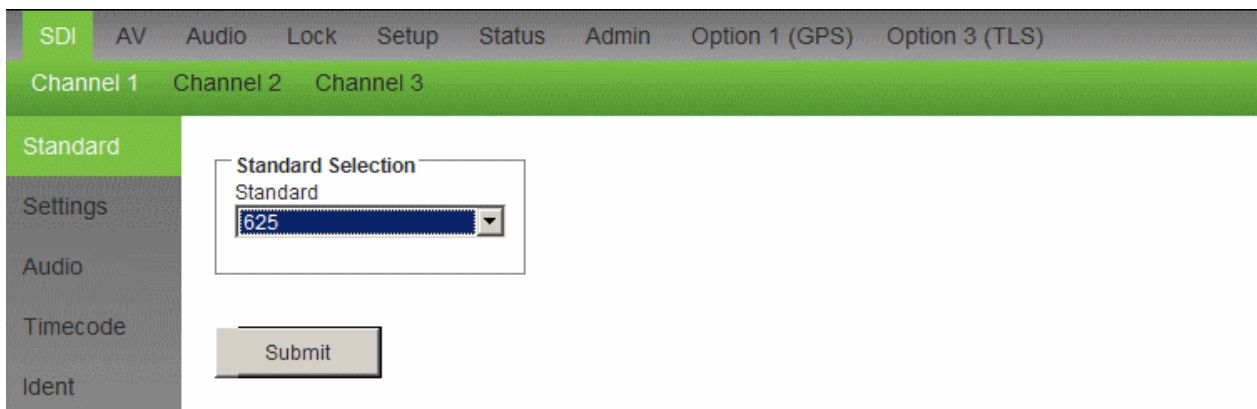 SDI AV Audio Lock Setup Status Admin Option 1 (GPS) Option 3 (TLS)
Channel 1 Channel 2 Channel 3
Standard
Settings
Audio
Timecode
Ident
Standard Selection
Standard
625
Submit